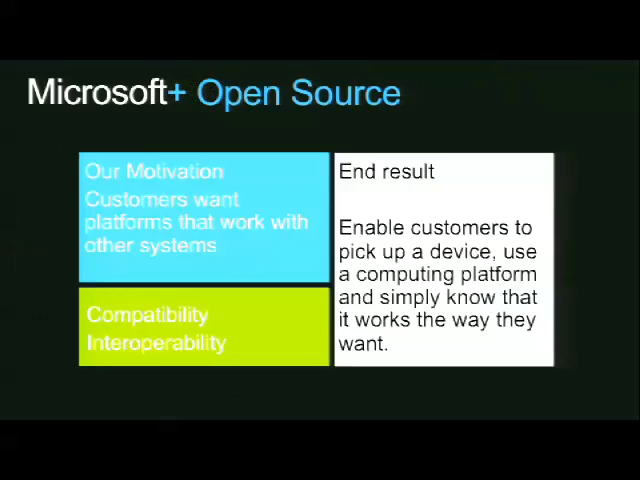 Microsoft+ Open Source
Our Motivation
Customers want
platforms that work with
other systems
Compatibility
Interoperability
End result
Enable customers to
pick up a device, use
a computing platform
and simply know that
it works the way they
want.